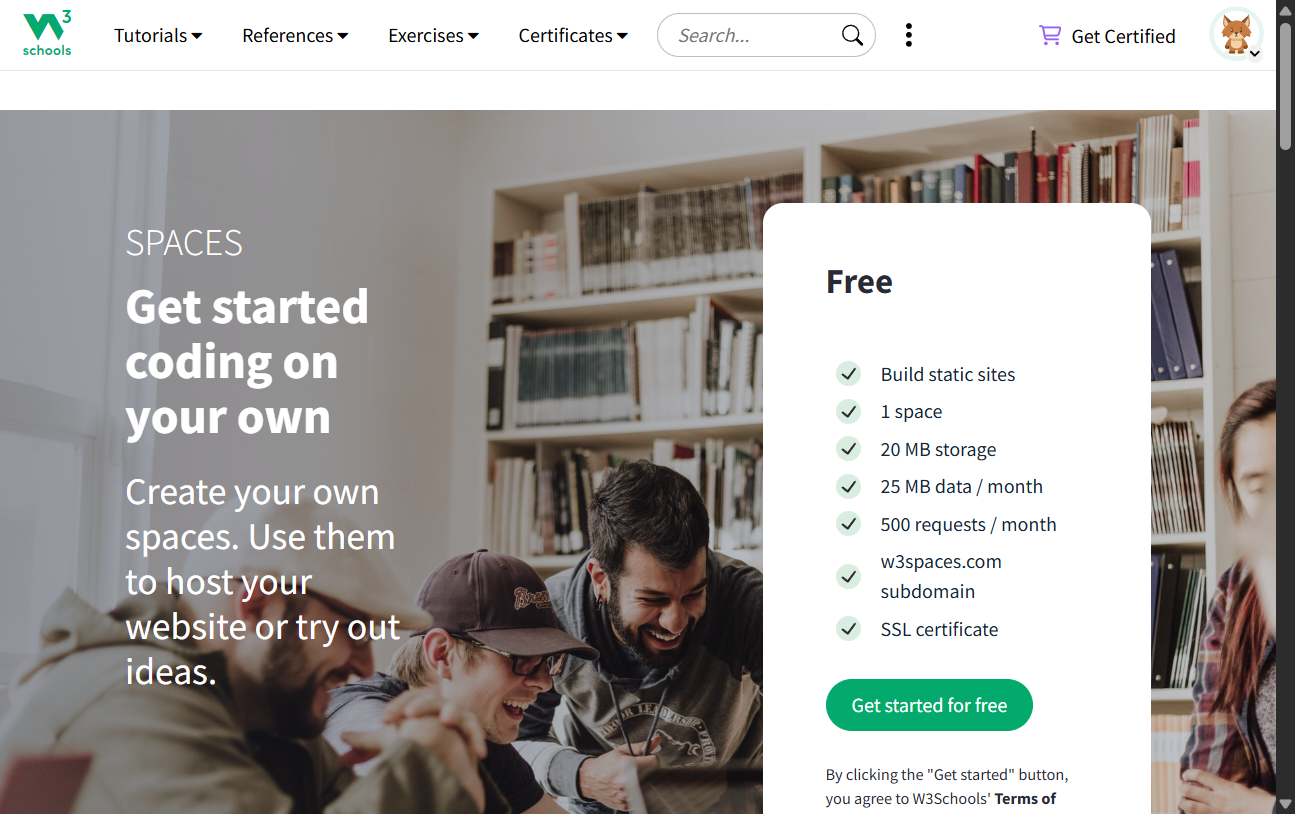 W3
schools
Tutorials
References
Exercises
Certificates
Search...
Get Certified
SPACES
Get started
coding on
your own
Create your own
spaces. Use them
to host your
website or try out
ideas.
Free
Build static sites
1 space
20 MB storage
25 MB data / month
500 requests / month
w3spaces.com
subdomain
SSL certificate
Get started for free
By clicking the "Get started" button,
you agree to W3Schools' Terms of